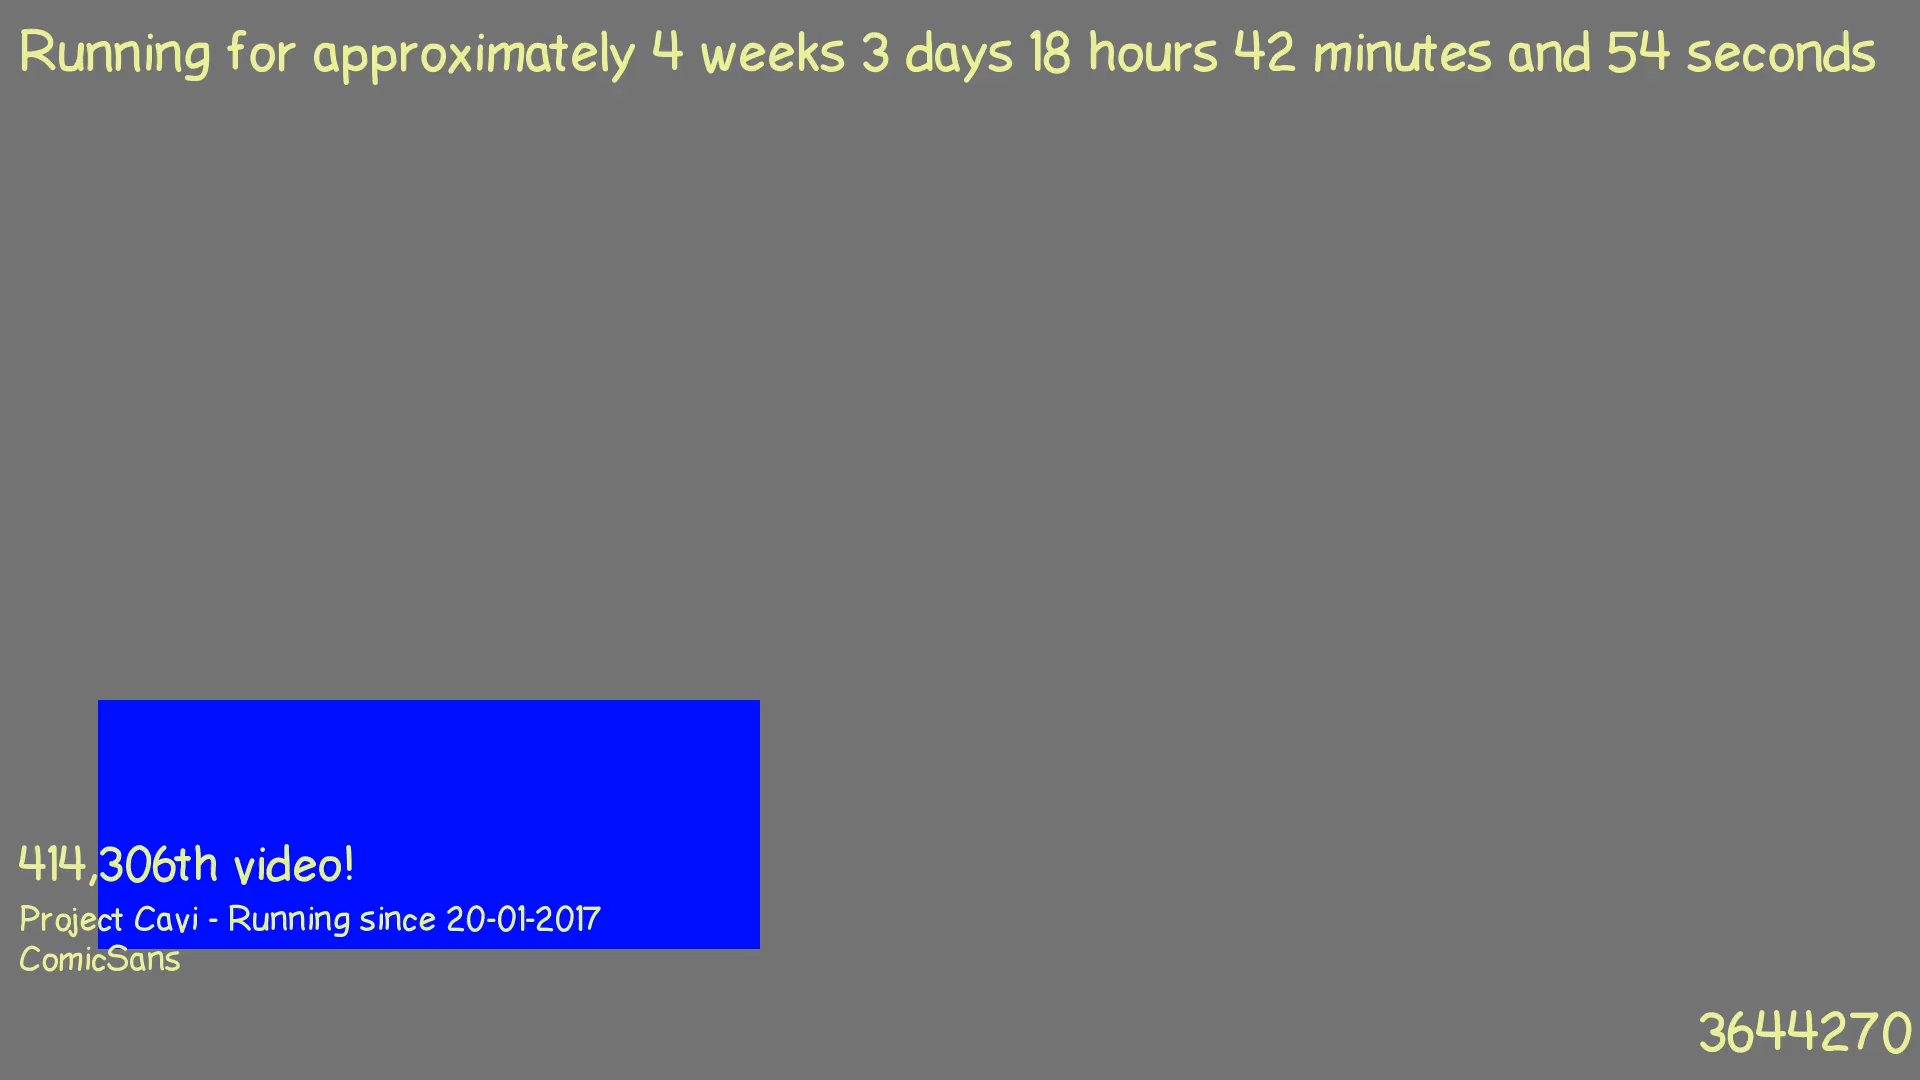 Running for approximately 4 weeks 3 days 18 hours 42 minutes and 54 seconds
414,306th video!
Project Cavi - Running since 20-01-2017
ComicSans
3644270